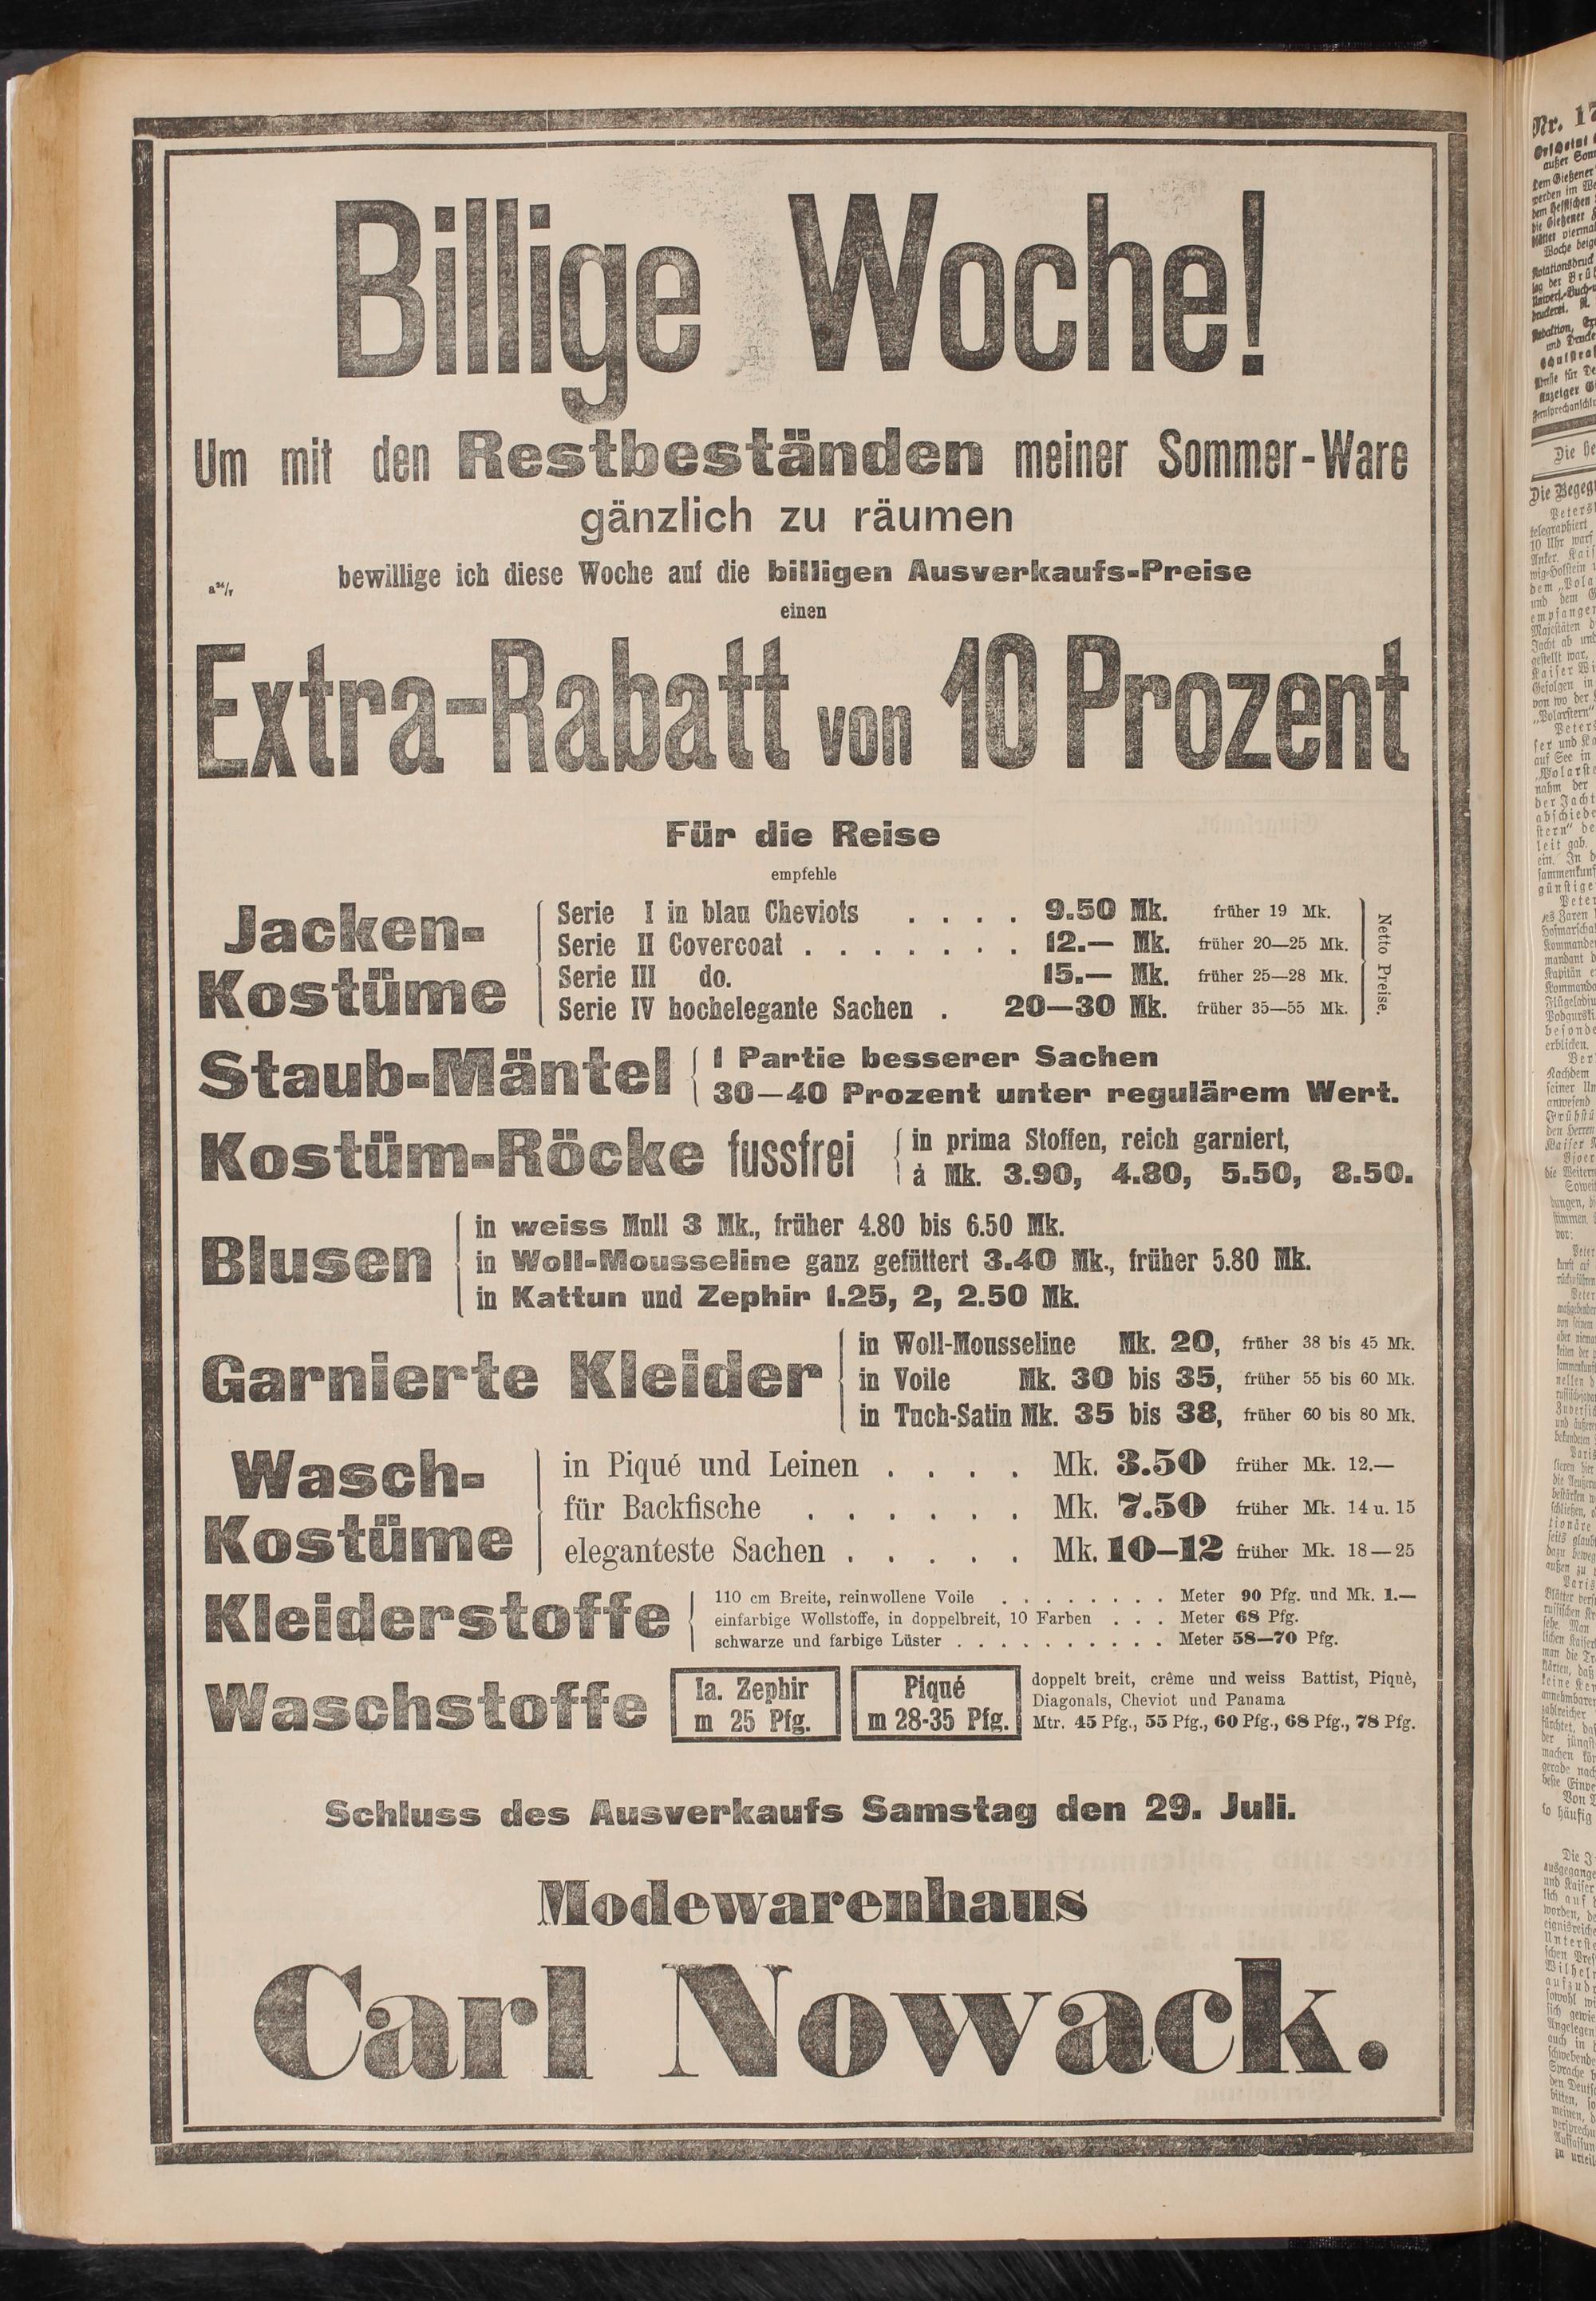 Billige Woche!
Um mit den Restbeständen meiner Sommer-Ware
gänzlich zu räumen
bewillige ich diese Woche auf die billigen Ausverkaufs-Preise
einen
Extra-Rabatt von 10 Prozent
Für die Reise
empfehle
Jacken-
Kostüme
Serie I in blau Cheviots . . . . 9.50 Mk. früher 19 Mk.
Serie II Covercoat . . . . . . . 12.— Mk. früher 20—25 Mk.
Serie III do. 15.— Mk. früher 25—28 Mk.
Serie IV hochelegante Sachen . 20—30 Mk. früher 35—55 Mk.
Netto Preise.
Staub-Mäntel
1 Partie besserer Sachen
30—40 Prozent unter regulärem Wert.
Kostüm-Röcke fussfrei
in prima Stoffen, reich garniert,
à Mk. 3.90, 4.80, 5.50, 8.50.
Blusen
in weiss Mull 3 Mk., früher 4.80 bis 6.50 Mk.
in Woll-Mousseline ganz gefüttert 3.40 Mk., früher 5.80 Mk.
in Kattun und Zephir 1.25, 2, 2.50 Mk.
Garnierte Kleider
in Woll-Mousseline Mk. 20, früher 38 bis 45 Mk.
in Voile Mk. 30 bis 35, früher 55 bis 60 Mk.
in Tuch-Satin Mk. 35 bis 38, früher 60 bis 80 Mk.
Wasch-
Kostüme
in Piqué und Leinen . . . . Mk. 3.50 früher Mk. 12.—
für Backfische . . . . . . Mk. 7.50 früher Mk. 14 u. 15
eleganteste Sachen . . . . . Mk. 10—12 früher Mk. 18—25
Kleiderstoffe
110 cm Breite, reinwollene Voile . . . . . . . . Meter 90 Pfg. und Mk. 1.—
einfarbige Wollstoffe, in doppelbreit, 10 Farben . . . Meter 68 Pfg.
schwarze und farbige Lüster . . . . . . . . . . Meter 58—70 Pfg.
Waschstoffe
Ia. Zephir
m 25 Pfg.
Piqué
m 28-35 Pfg.
doppelt breit, crême und weiss Battist, Piquè,
Diagonals, Cheviot und Panama
Mtr. 45 Pfg., 55 Pfg., 60 Pfg., 68 Pfg., 78 Pfg.
Schluss des Ausverkaufs Samstag den 29. Juli.
Modewarenhaus
Carl Nowack.